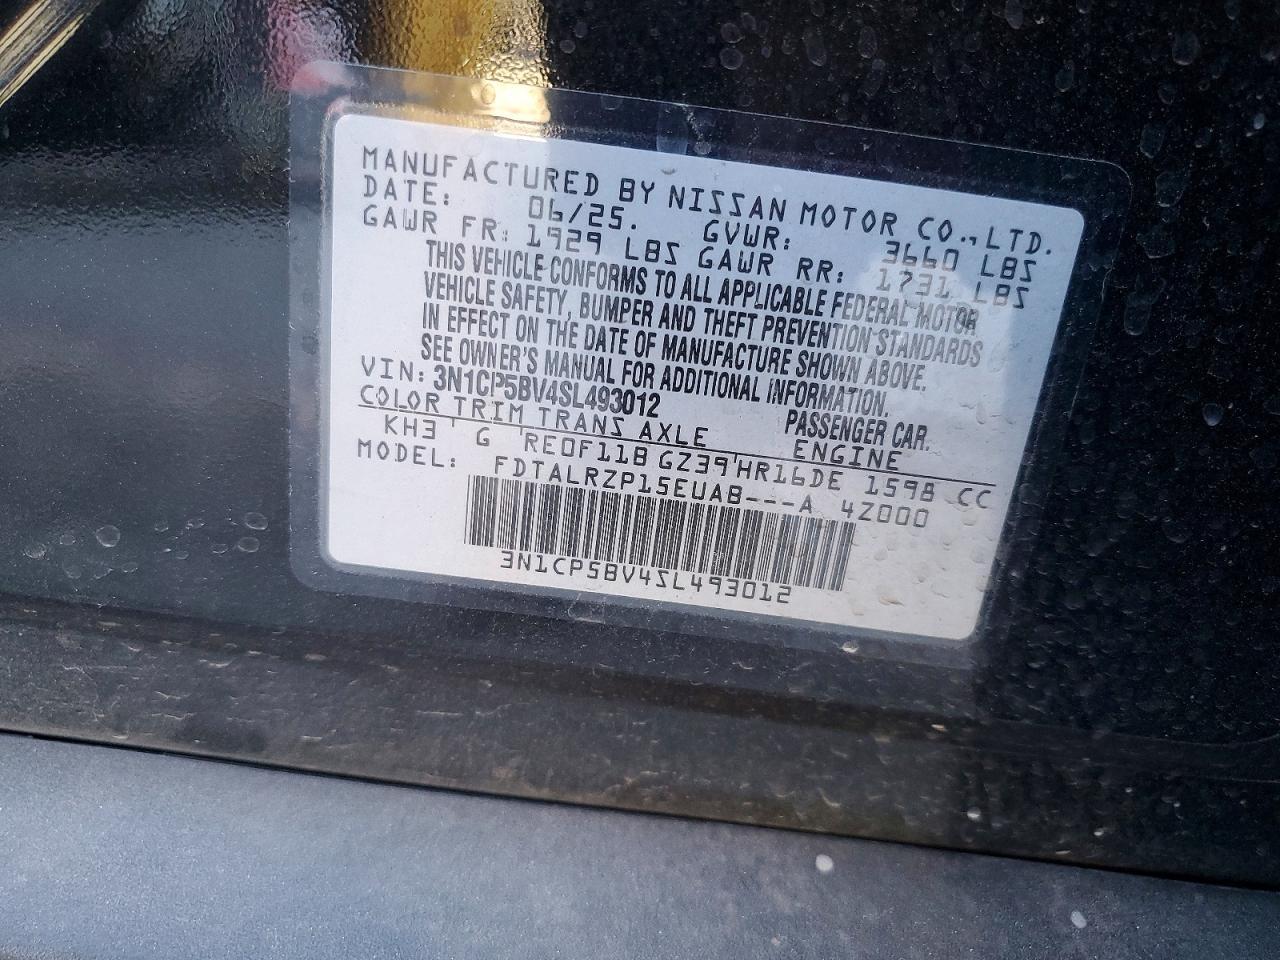 MANUFACTURED BY NISSAN MOTOR CO., LTD.
DATE: 06/25. GVWR: 3660 LBS
GAWR FR: 1929 LBS GAWR RR: 1731 LBS
THIS VEHICLE CONFORMS TO ALL APPLICABLE FEDERAL MOTOR
VEHICLE SAFETY, BUMPER AND THEFT PREVENTION STANDARDS
IN EFFECT ON THE DATE OF MANUFACTURE SHOWN ABOVE.
SEE OWNER'S MANUAL FOR ADDITIONAL INFORMATION.
VIN: 3N1CP5BV4SL493012 PASSENGER CAR.
COLOR TRIM TRANS AXLE ENGINE
KH3 G RE0F11B GZ39 HR16DE 1598 CC
MODEL: FDTALRZP15EUAB---A 4Z000
3N1CP5BV4SL493012